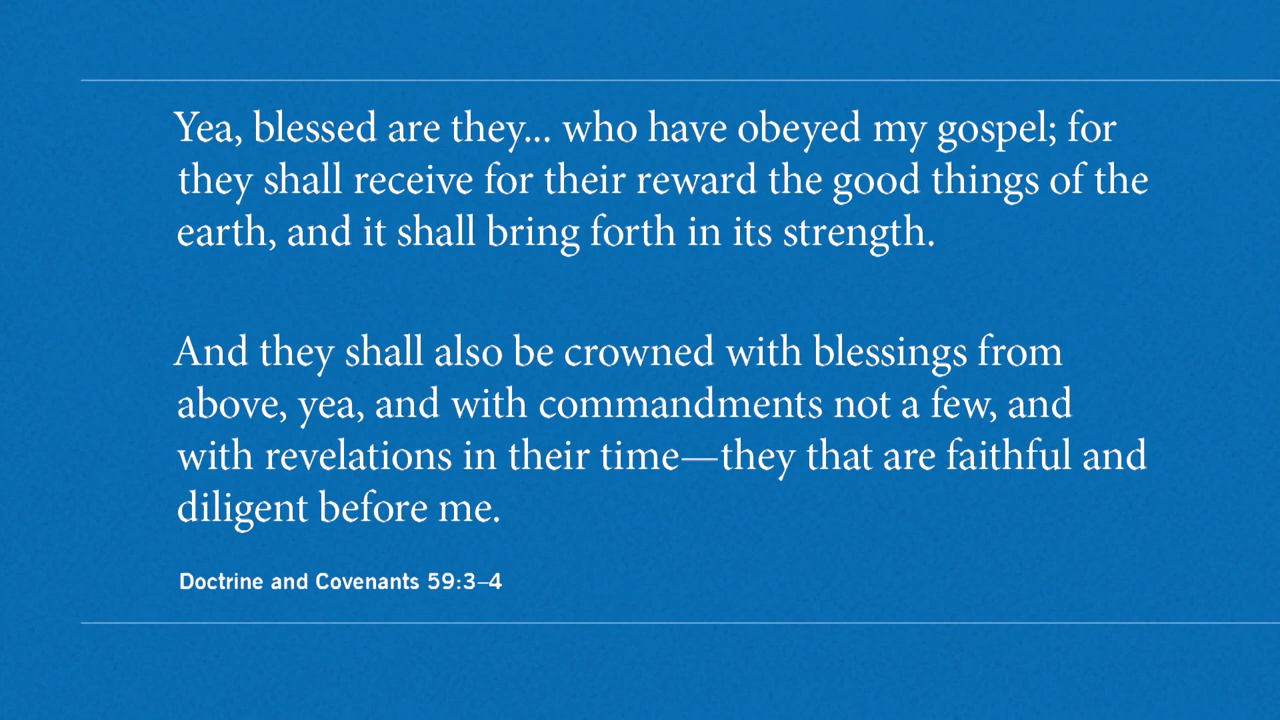 Yea, blessed are they... who have obeyed my gospel; for
they shall receive for their reward the good things of the
earth, and it shall bring forth in its strength.
And they shall also be crowned with blessings from
above, yea, and with commandments not a few, and
with revelations in their time—they that are faithful and
diligent before me.
Doctrine and Covenants 59:3–4